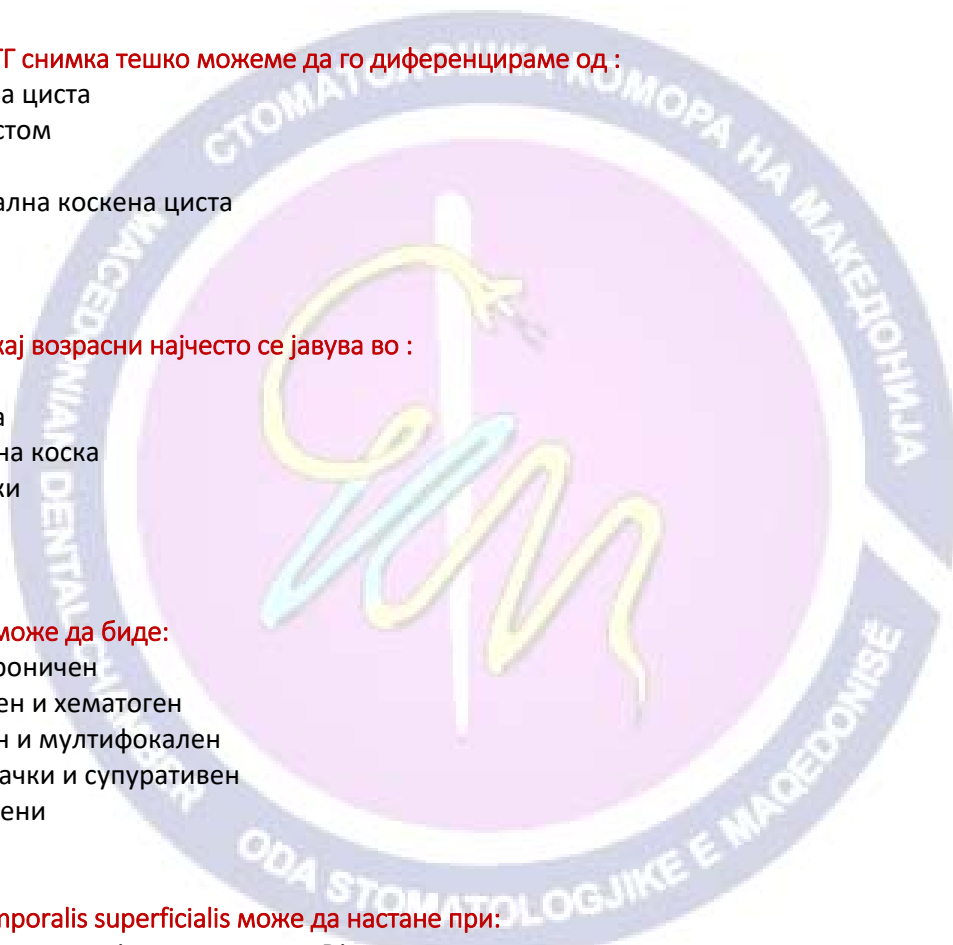 ТГ снимка тешко можеме да го диференцираме од :
а циста
стом
ална коскена циста
кај возрасни најчесто се јавува во :
а
на коска
ки
може да биде:
роничен
ен и хематоген
н и мултифокален
ачки и супуративен
ени
mporalis superficialis може да настане при:
СТОМАТОЛОШКА КОМОРА НА МАКЕДОНИЈА
MACEDONIAN DENTAL CHAMBER
ODA STOMATOLOGJIKE E MAQEDONISË